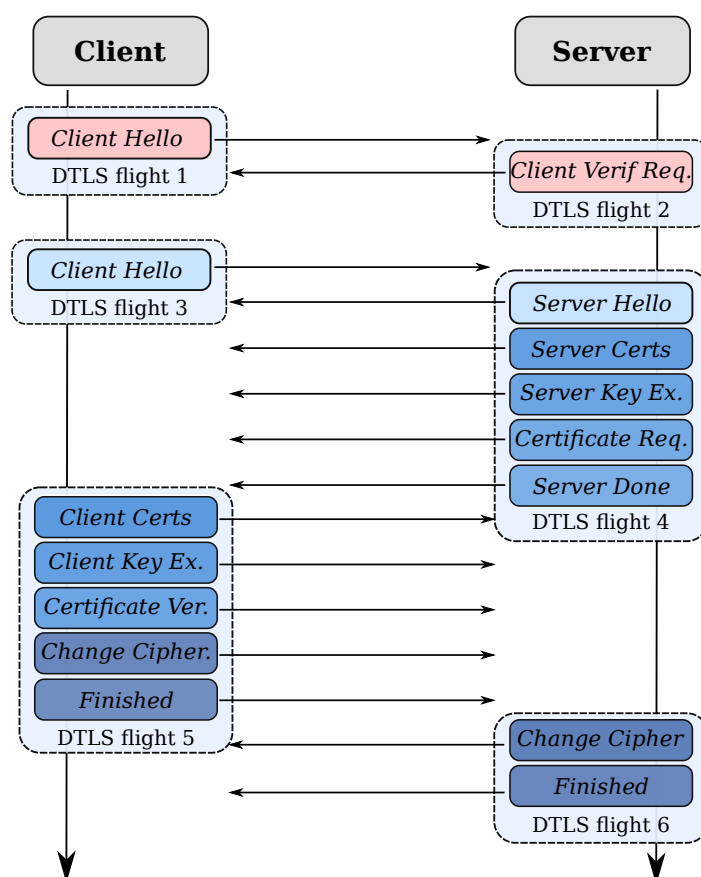 Client
Server
Client Hello
DTLS flight 1
Client Verif Req.
DTLS flight 2
Client Hello
DTLS flight 3
Server Hello
Server Certs
Server Key Ex.
Certificate Req.
Server Done
DTLS flight 4
Client Certs
Client Key Ex.
Certificate Ver.
Change Cipher.
Finished
DTLS flight 5
Change Cipher
Finished
DTLS flight 6